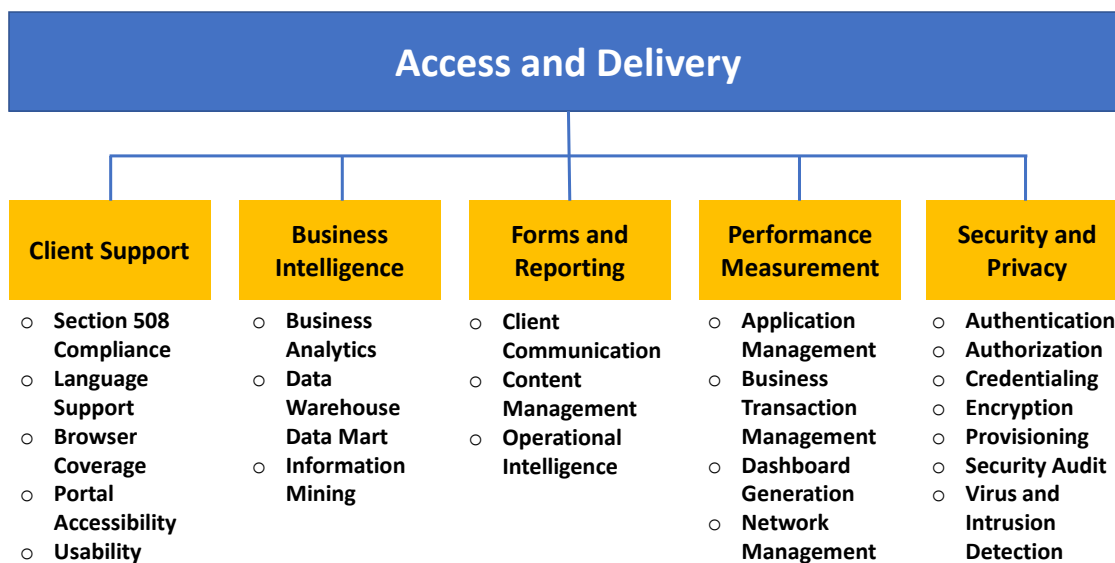 Access and Delivery
Client Support
○ Section 508
Compliance
○ Language
Support
○ Browser
Coverage
○ Portal
Accessibility
○ Usability
Business
Intelligence
○ Business
Analytics
○ Data
Warehouse
Data Mart
○ Information
Mining
Forms and
Reporting
○ Client
Communication
○ Content
Management
○ Operational
Intelligence
Performance
Measurement
○ Application
Management
○ Business
Transaction
Management
○ Dashboard
Generation
○ Network
Management
Security and
Privacy
○ Authentication
○ Authorization
○ Credentialing
○ Encryption
○ Provisioning
○ Security Audit
○ Virus and
Intrusion
Detection